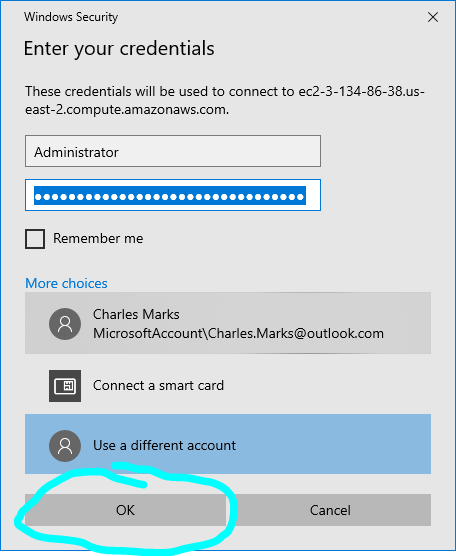 Windows Security
Enter your credentials
These credentials will be used to connect to ec2-3-134-86-38.us-
east-2.compute.amazonaws.com.
Administrator
Remember me
More choices
Charles Marks
MicrosoftAccount\Charles.Marks@outlook.com
Connect a smart card
Use a different account
OK
Cancel